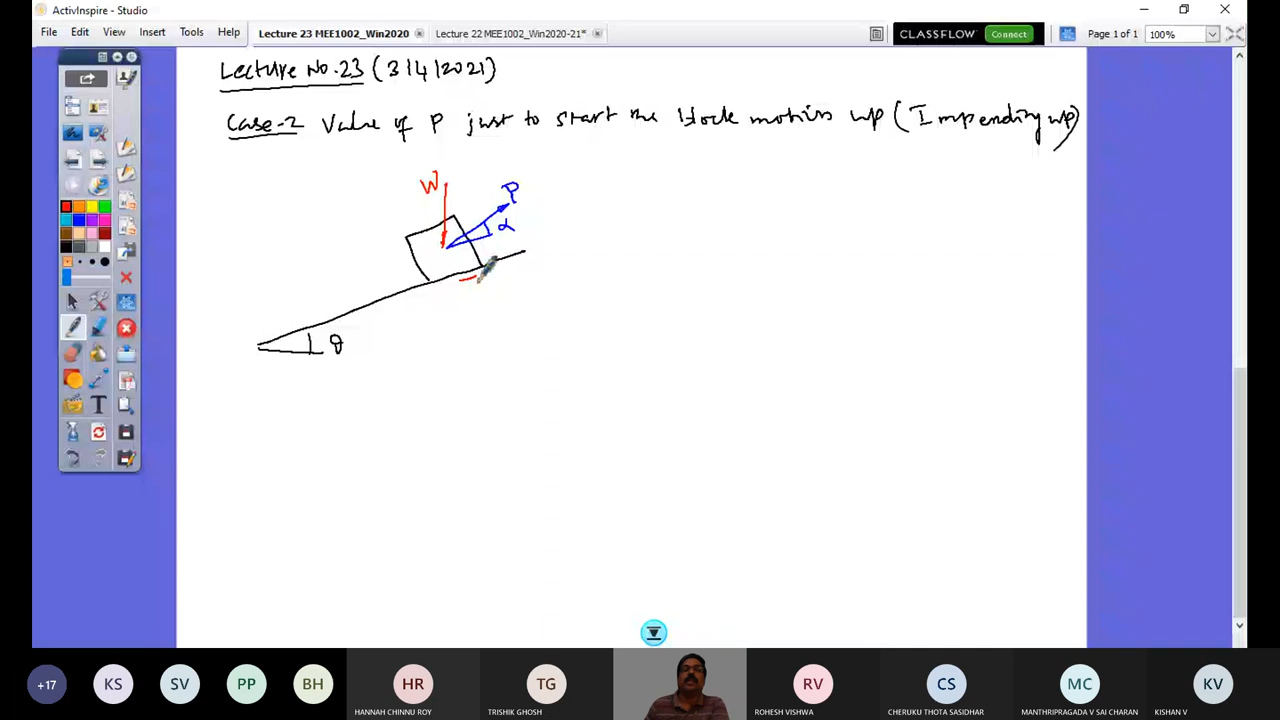 ActivInspire - Studio
File Edit View Insert Tools Help
Lecture 23 MEE1002_Win2020
Lecture 22 MEE1002_Win2020-21*
CLASSFLOW Connect
Page 1 of 1
100%
Lecture No.23 (3/4/2021)
Case-2 Value of P just to start the block motion up (Impending up)
W
P
α
θ
T
+17
KS
SV
PP
BH
HR
TG
RV
CS
MC
KV
HANNAH CHINNU ROY
TRISHIK GHOSH
ROHESH VISHWA
CHERUKU THOTA SASIDHAR
MANTHRIPRAGADA V SAI CHARAN
KISHAN V